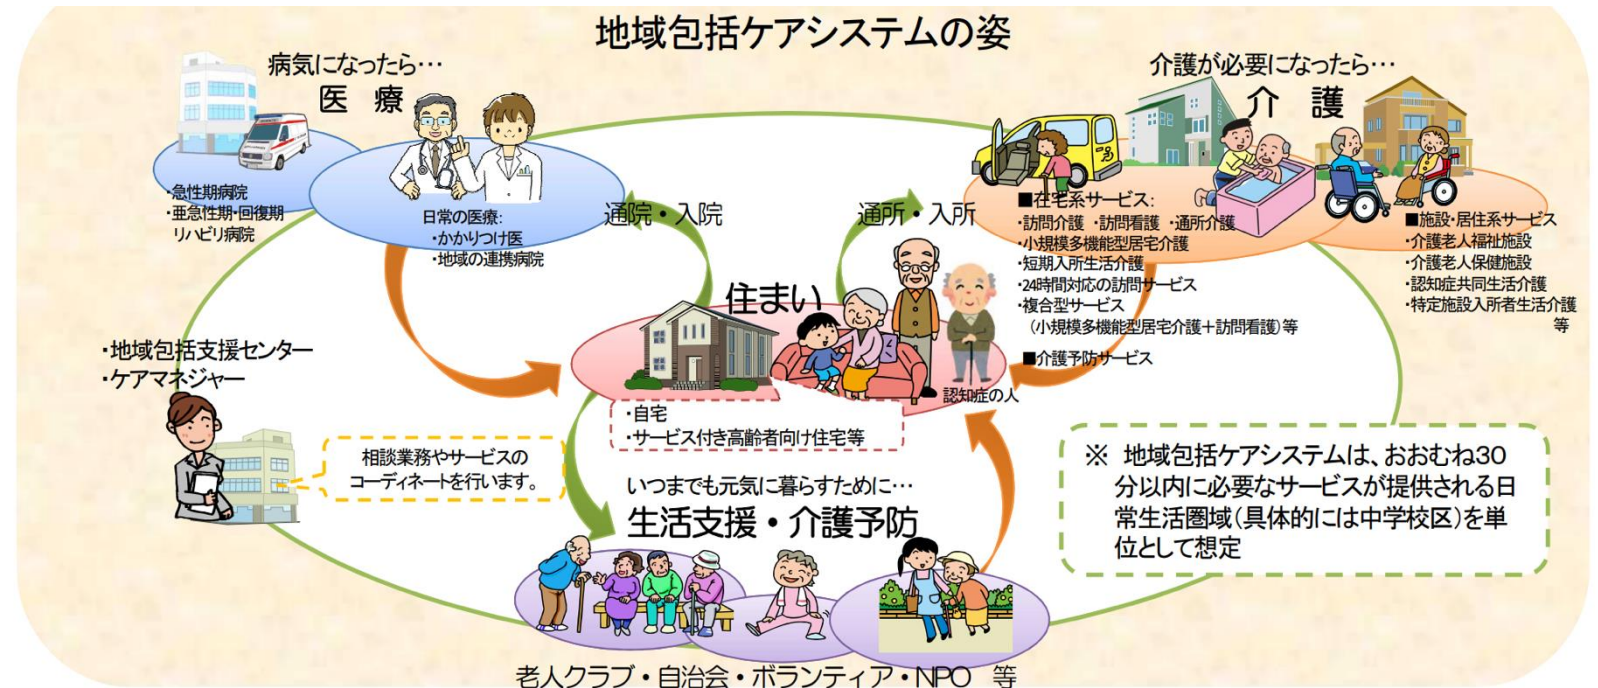 地域包括ケアシステムの姿
病気になったら…
医　療
・急性期病院
・亜急性期・回復期
リハビリ病院
日常の医療:
・かかりつけ医
・地域の連携病院
通院・入院
通所・入所
介護が必要になったら…
介　護
■在宅系サービス:
・訪問介護 ・訪問看護 ・通所介護
・小規模多機能型居宅介護
・短期入所生活介護
・24時間対応の訪問サービス
・複合型サービス
（小規模多機能型居宅介護＋訪問看護）等
■介護予防サービス
■施設・居住系サービス
・介護老人福祉施設
・介護老人保健施設
・認知症共同生活介護
・特定施設入所者生活介護
等
住まい
認知症の人
・自宅
・サービス付き高齢者向け住宅等
・地域包括支援センター
・ケアマネジャー
相談業務やサービスの
コーディネートを行います。
いつまでも元気に暮らすために…
生活支援・介護予防
老人クラブ・自治会・ボランティア・NPO　等
※ 地域包括ケアシステムは、おおむね30
分以内に必要なサービスが提供される日
常生活圏域（具体的には中学校区）を単
位として想定